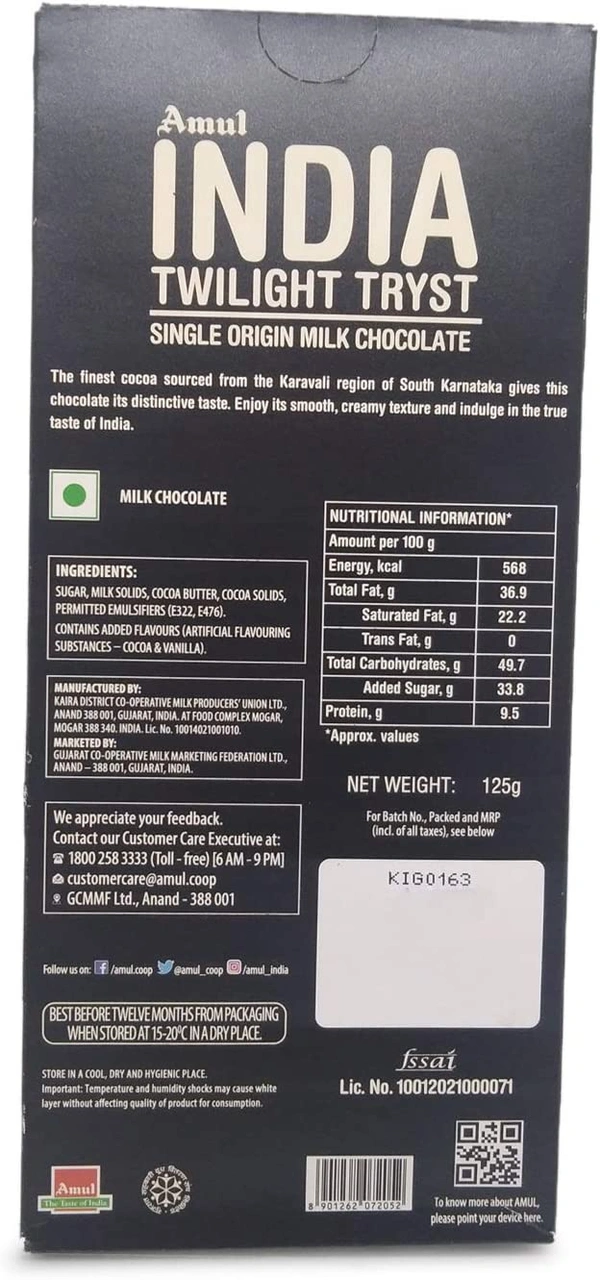 Amul
INDIA
TWILIGHT TRYST
SINGLE ORIGIN MILK CHOCOLATE
The finest cocoa sourced from the Karavali region of South Karnataka gives this
chocolate its distinctive taste. Enjoy its smooth, creamy texture and indulge in the true
taste of India.
MILK CHOCOLATE
INGREDIENTS:
SUGAR, MILK SOLIDS, COCOA BUTTER, COCOA SOLIDS,
PERMITTED EMULSIFIERS (E322, E476).
CONTAINS ADDED FLAVOURS (ARTIFICIAL FLAVOURING
SUBSTANCES – COCOA & VANILLA).
MANUFACTURED BY:
KAIRA DISTRICT CO-OPERATIVE MILK PRODUCERS' UNION LTD.,
ANAND 388 001, GUJARAT, INDIA. AT FOOD COMPLEX MOGAR,
MOGAR 388 340. INDIA. Lic. No. 10014021001010.
MARKETED BY:
GUJARAT CO-OPERATIVE MILK MARKETING FEDERATION LTD.,
ANAND – 388 001, GUJARAT, INDIA.
We appreciate your feedback.
Contact our Customer Care Executive at:
1800 258 3333 (Toll - free) [6 AM - 9 PM]
customercare@amul.coop
GCMMF Ltd., Anand - 388 001
Follow us on: /amul.coop @amul_coop /amul_india
BEST BEFORE TWELVE MONTHS FROM PACKAGING
WHEN STORED AT 15-20°C IN A DRY PLACE.
STORE IN A COOL, DRY AND HYGIENIC PLACE.
Important: Temperature and humidity shocks may cause white
layer without affecting quality of product for consumption.
Amul
The Taste of India
NUTRITIONAL INFORMATION*
Amount per 100 g
Energy, kcal 568
Total Fat, g 36.9
Saturated Fat, g 22.2
Trans Fat, g 0
Total Carbohydrates, g 49.7
Added Sugar, g 33.8
Protein, g 9.5
*Approx. values
NET WEIGHT: 125g
For Batch No., Packed and MRP
(incl. of all taxes), see below
KIG0163
fssai
Lic. No. 10012021000071
8 901262 072052
To know more about AMUL,
please point your device here.